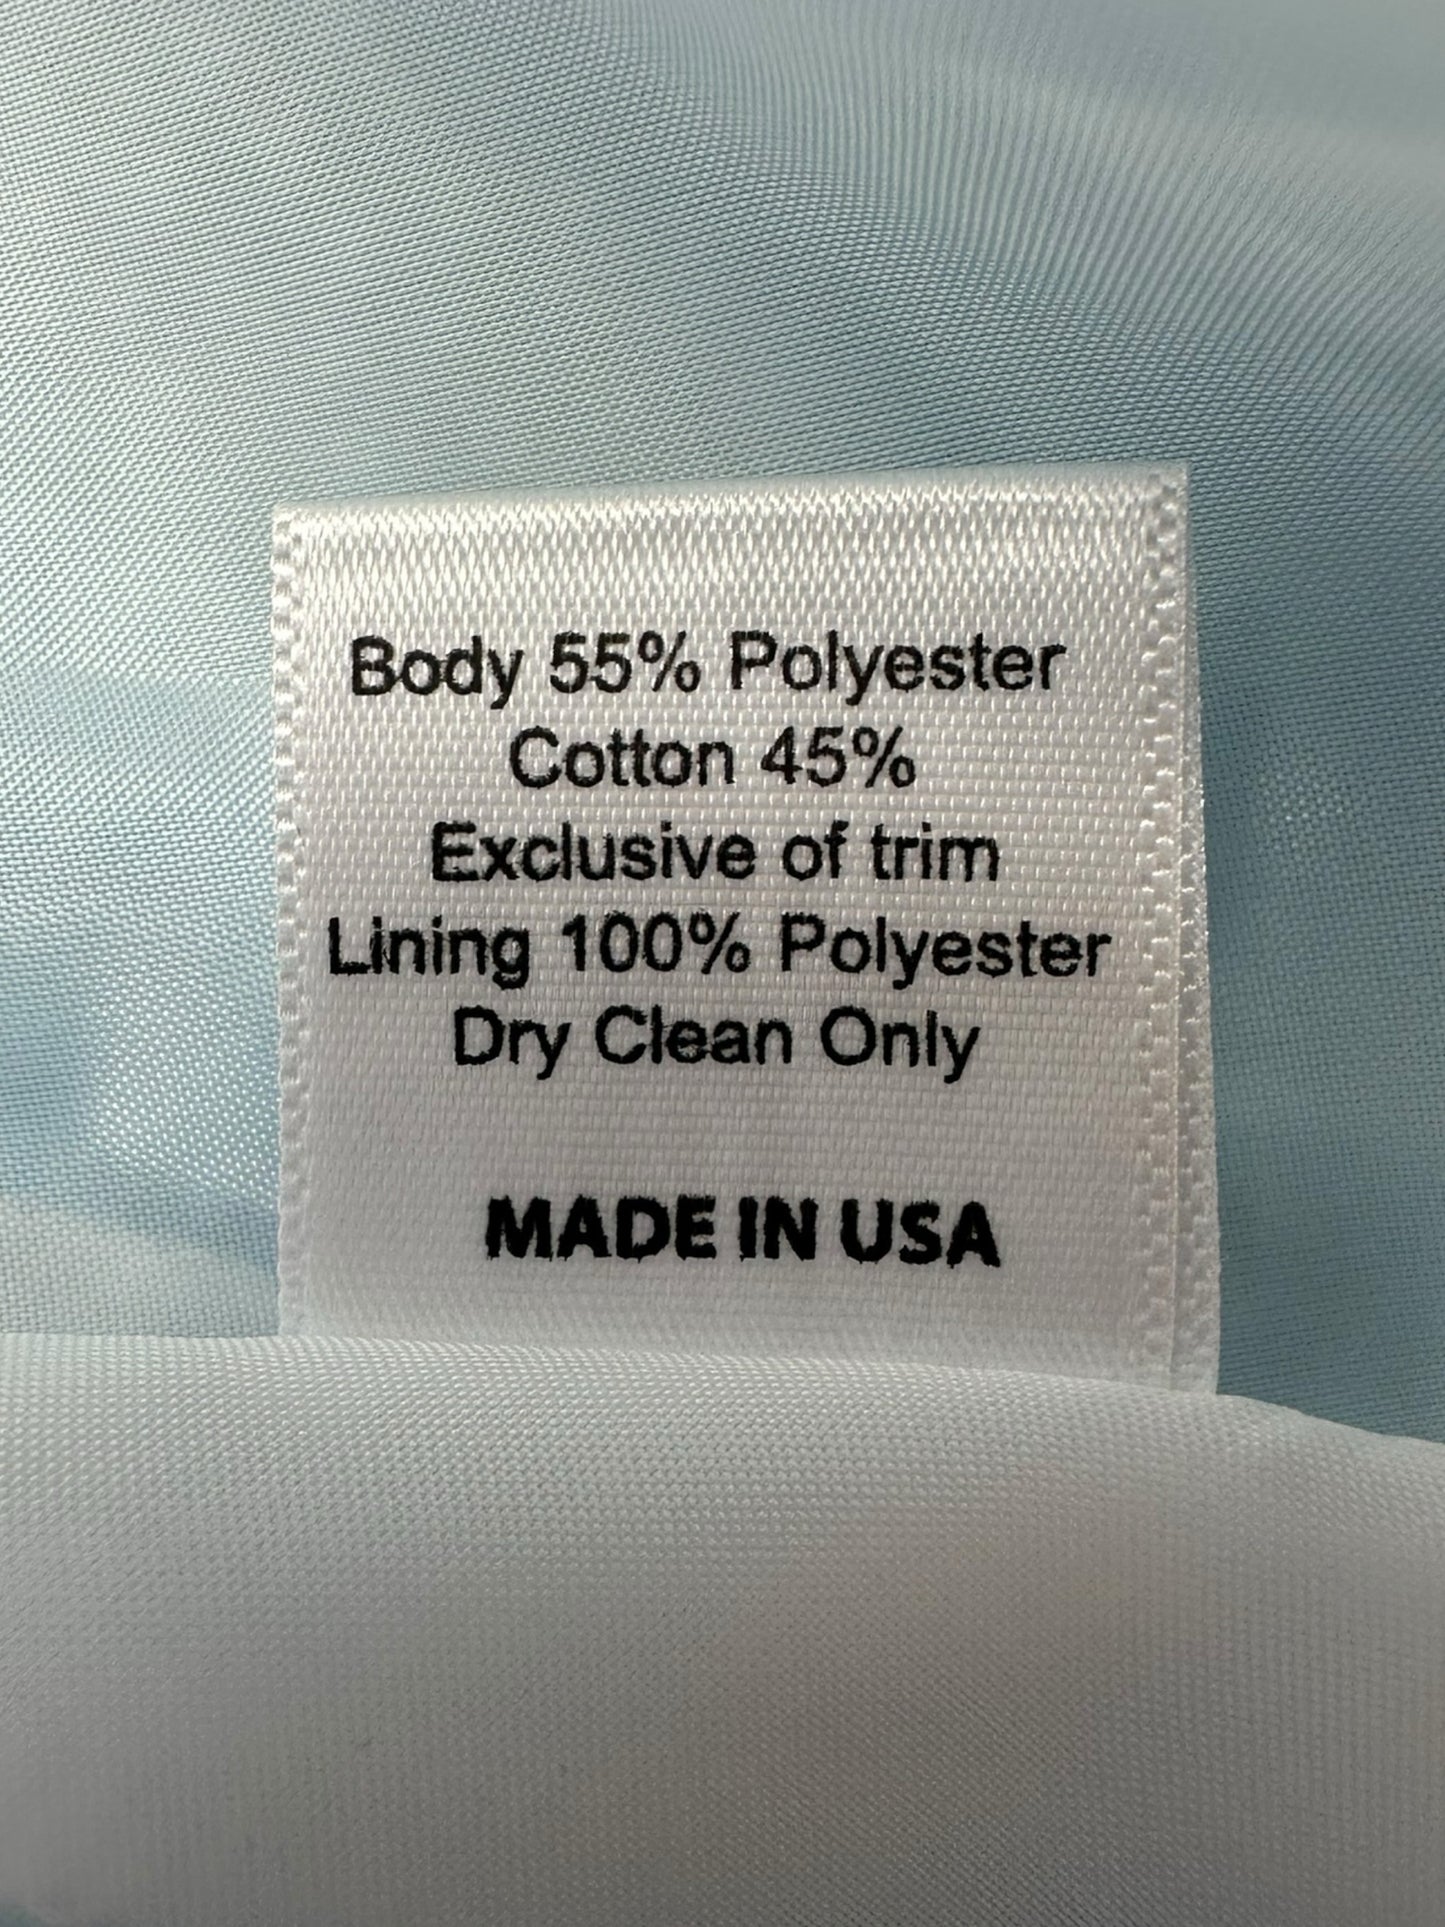 Body 55% Polyester
Cotton 45%
Exclusive of trim
Lining 100% Polyester
Dry Clean Only
MADE IN USA